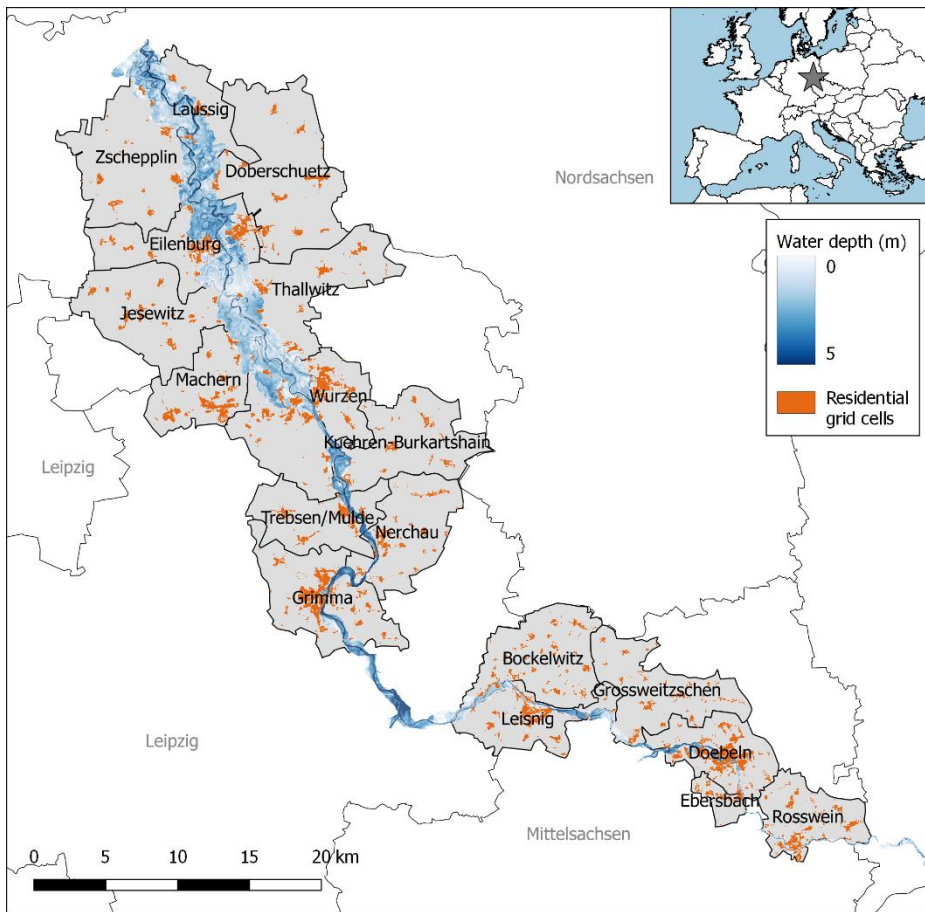 Laussig
Zschepplin
Doberschuetz
Nordsachsen
Eilenburg
Thallwitz
Jesewitz
Machern
Wurzen
Kuehren-Burkartshain
Leipzig
Trebsen/Mulde
Nerchau
Grimma
Bockelwitz
Grossweitzschen
Leisnig
Leipzig
Doebeln
Ebersbach
Rosswein
Mittelsachsen
Water depth (m)
0
5
Residential
grid cells
0 5 10 15 20 km